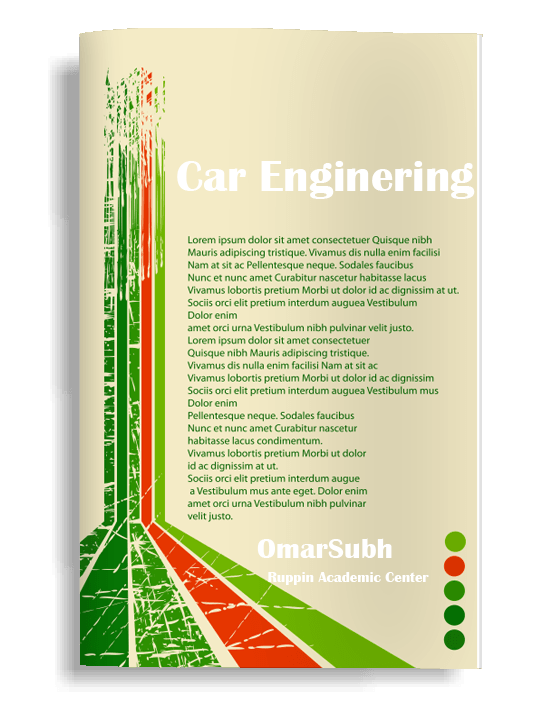 Car Enginering
Lorem ipsum dolor sit amet consectetuer Quisque nibh
Mauris adipiscing tristique. Vivamus dis nulla enim facilisi
Nam at sit ac Pellentesque neque. Sodales faucibus
Nunc et nunc amet Curabitur nascetur habitasse lacus
Vivamus lobortis pretium Morbi ut dolor id ac dignissim at ut.
Sociis orci elit pretium interdum auguea Vestibulum
Dolor enim
amet orci urna Vestibulum nibh pulvinar velit justo.
Lorem ipsum dolor sit amet consectetuer
Quisque nibh Mauris adipiscing tristique.
Vivamus dis nulla enim facilisi Nam at sit ac
Vivamus lobortis pretium Morbi ut dolor id ac dignissim
Sociis orci elit pretium interdum auguea Vestibulum mus
Dolor enim
Pellentesque neque. Sodales faucibus
Nunc et nunc amet Curabitur nascetur
habitasse lacus condimentum.
Vivamus lobortis pretium Morbi ut dolor
id ac dignissim at ut.
Sociis orci elit pretium interdum augue
a Vestibulum mus ante eget. Dolor enim
amet orci urna Vestibulum nibh pulvinar
velit justo.
OmarSubh
Ruppin Academic Center